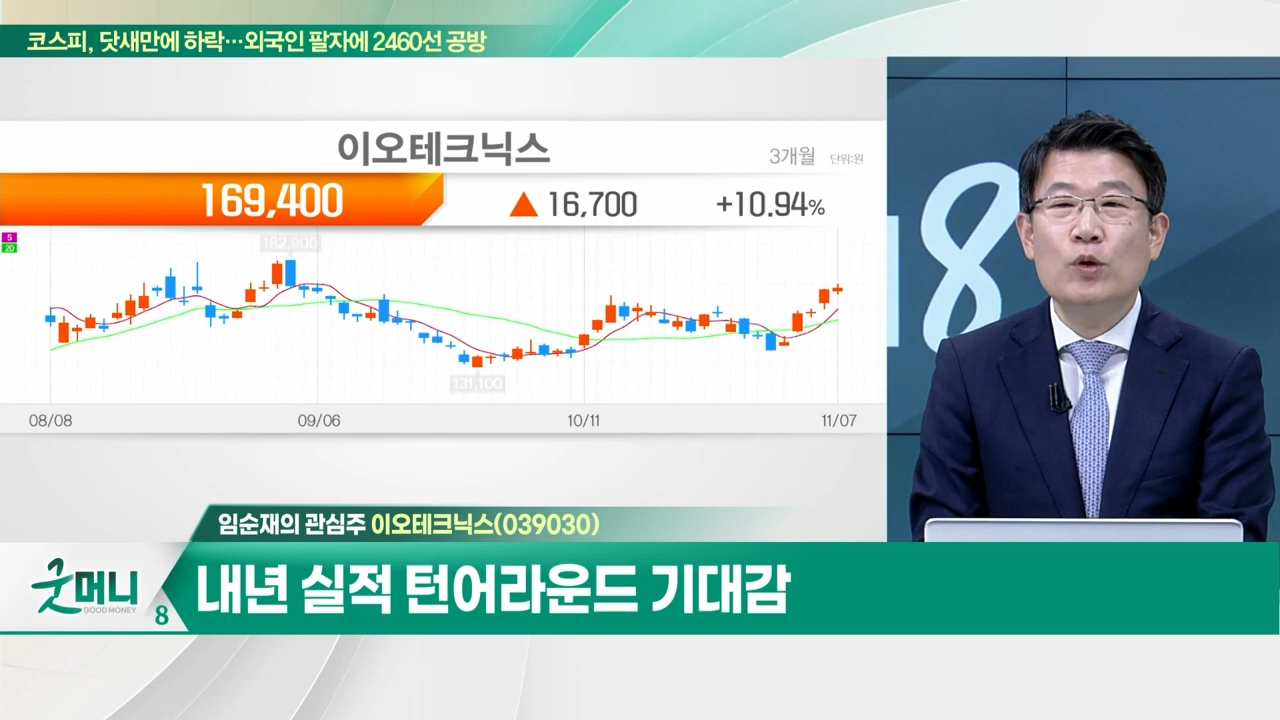 코스피, 닷새만에 하락…외국인 팔자에 2460선 공방
이오테크닉스
3개월 단위:원
169,400 ▲ 16,700 +10.94%
5
20
182,900
131,100
08/08 09/06 10/11 11/07
8
임순재의 관심주 이오테크닉스(039030)
굿머니
GOOD MONEY
8
내년 실적 턴어라운드 기대감